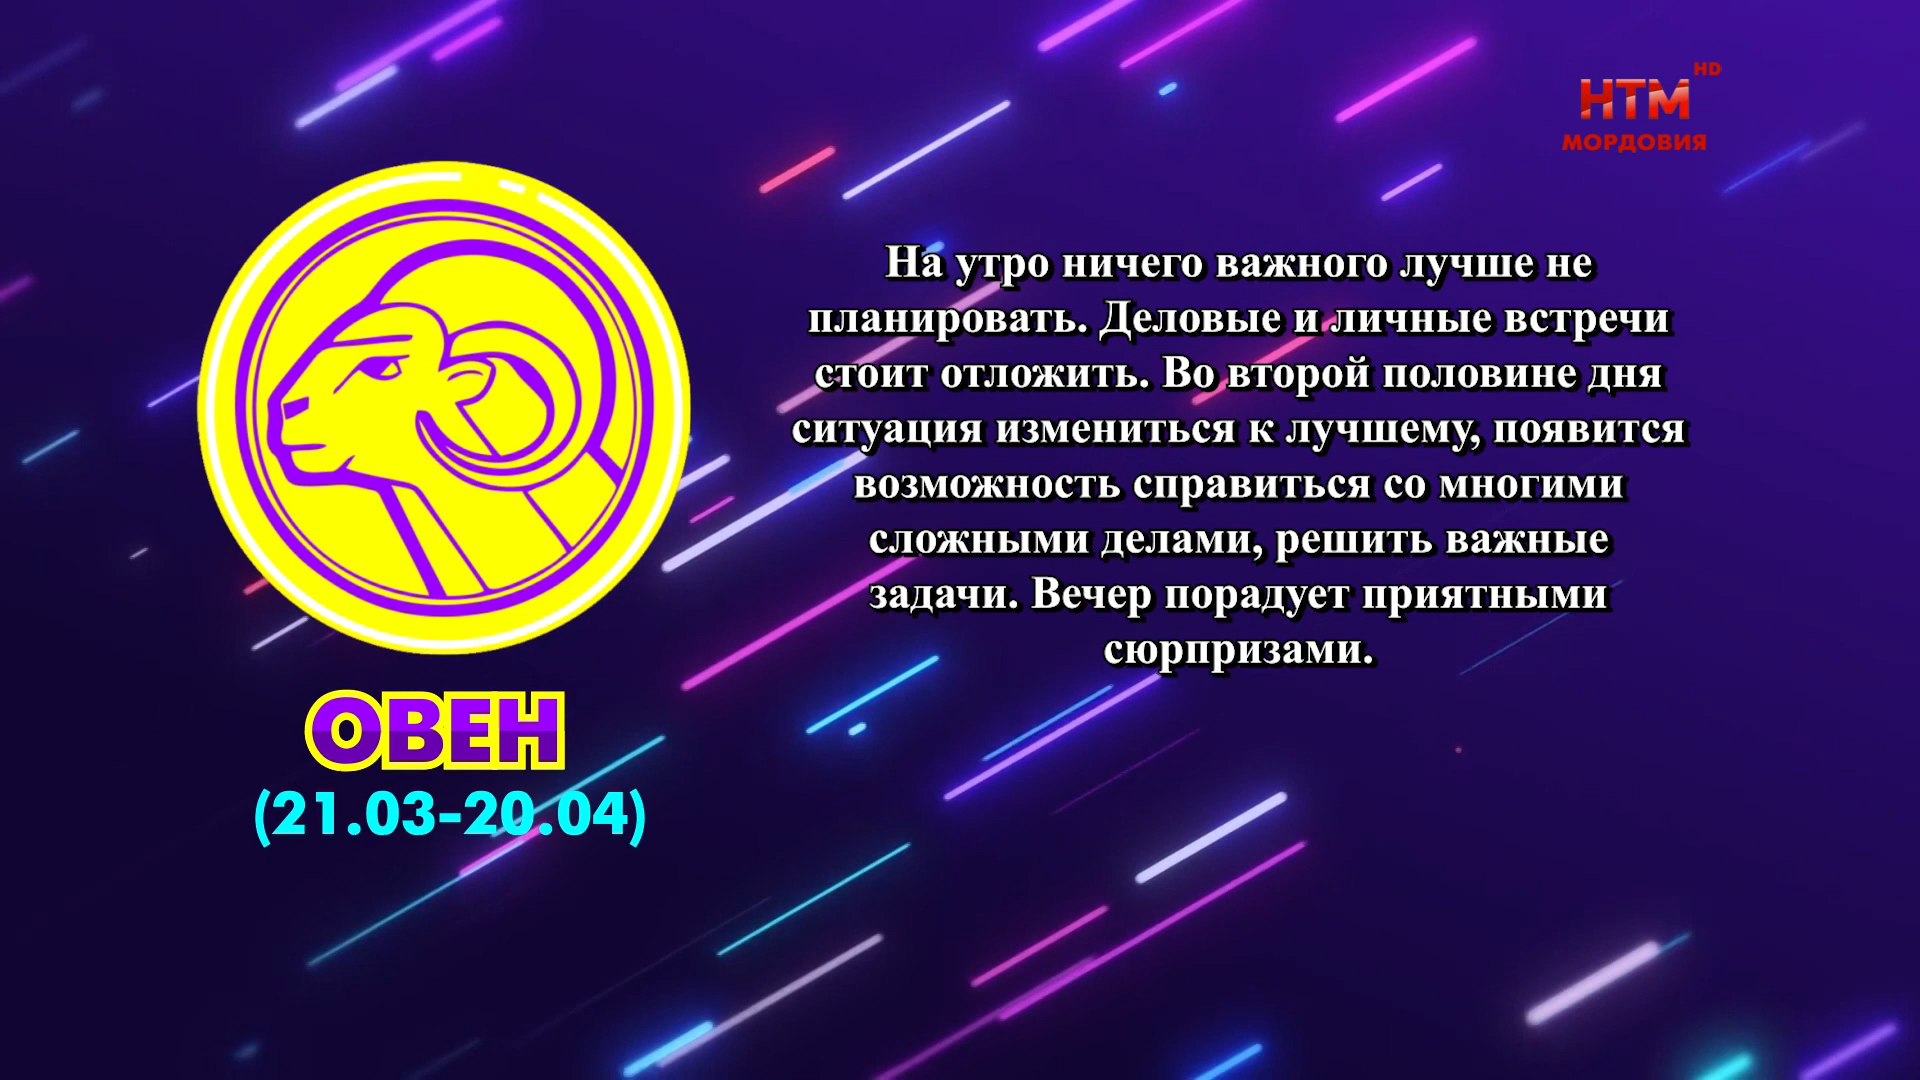 HD
НТМ
МОРДОВИЯ
На утро ничего важного лучше не
планировать. Деловые и личные встречи
стоит отложить. Во второй половине дня
ситуация измениться к лучшему, появится
возможность справиться со многими
сложными делами, решить важные
задачи. Вечер порадует приятными
сюрпризами.
ОВЕН
(21.03-20.04)